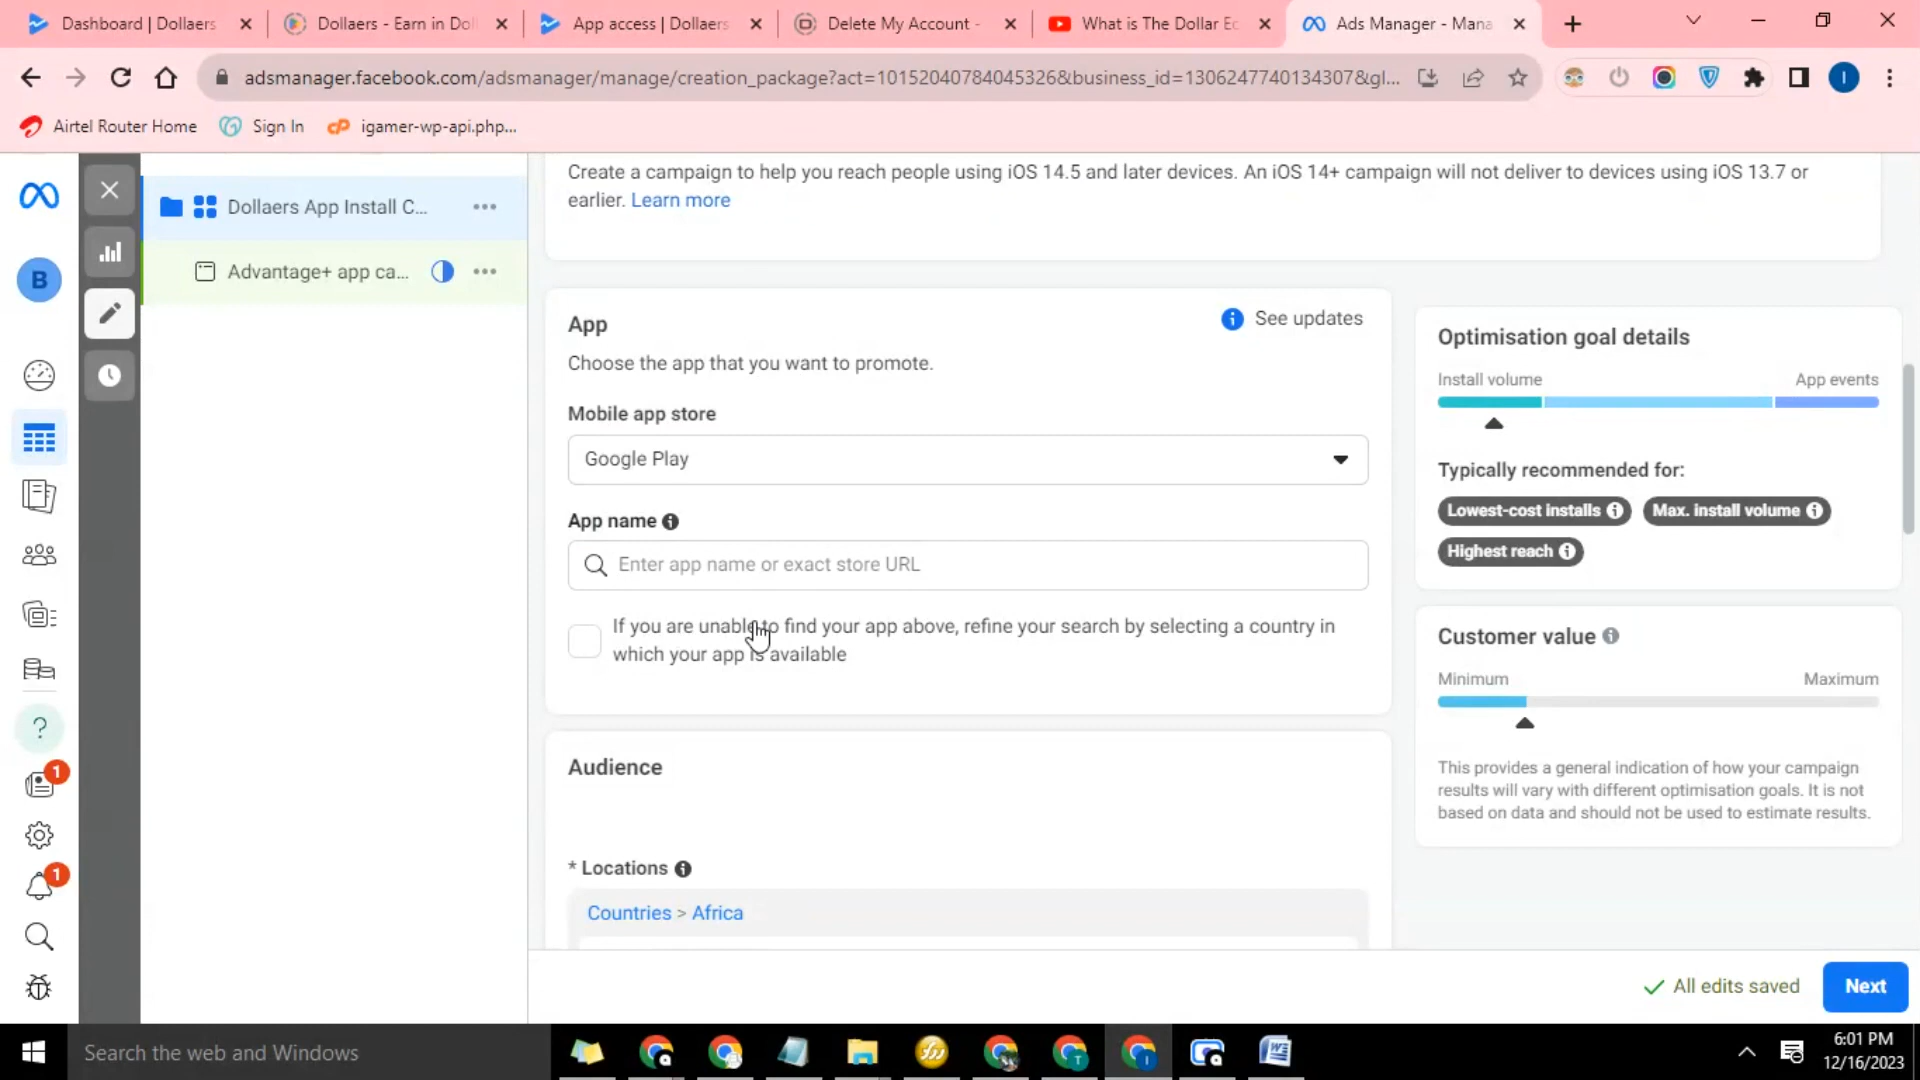 Dashboard | Dollaers
Dollaers - Earn in Dol
App access | Dollaers
Delete My Account -
What is The Dollar Ec
Ads Manager - Mana
adsmanager.facebook.com/adsmanager/manage/creation_package?act=10152040784045326&business_id=1306247740134307&gl...
I
Airtel Router Home
Sign In
cP igamer-wp-api.php...
B
Dollaers App Install C...
Advantage+ app ca...
Create a campaign to help you reach people using iOS 14.5 and later devices. An iOS 14+ campaign will not deliver to devices using iOS 13.7 or
earlier. Learn more
App
See updates
Choose the app that you want to promote.
Mobile app store
Google Play
App name
Enter app name or exact store URL
If you are unable to find your app above, refine your search by selecting a country in
which your app is available
Audience
* Locations
Countries > Africa
Optimisation goal details
Install volume
App events
Typically recommended for:
Lowest-cost installs
Max. install volume
Highest reach
Customer value
Minimum
Maximum
This provides a general indication of how your campaign
results will vary with different optimisation goals. It is not
based on data and should not be used to estimate results.
?
1
1
All edits saved
Next
Search the web and Windows
6:01 PM
12/16/2023